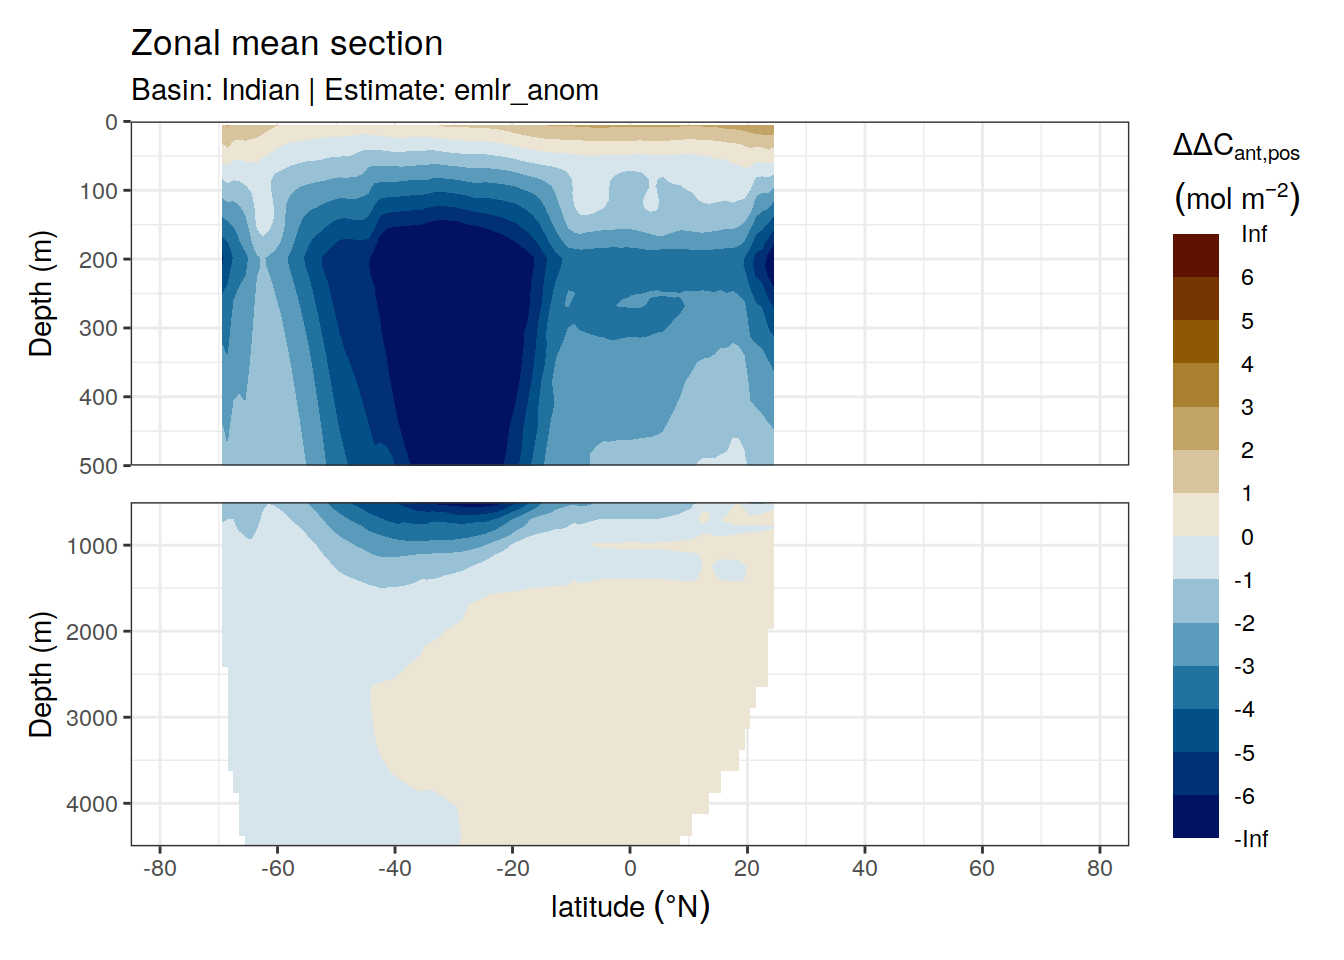 Zonal mean section
Basin: Indian | Estimate: emlr_anom
0
100
200
300
400
500
Depth (m)
1000
2000
3000
4000
Depth (m)
-80 -60 -40 -20 0 20 40 60 80
latitude (°N)
ΔΔCant,pos
(mol m⁻²)
Inf
6
5
4
3
2
1
0
-1
-2
-3
-4
-5
-6
-Inf